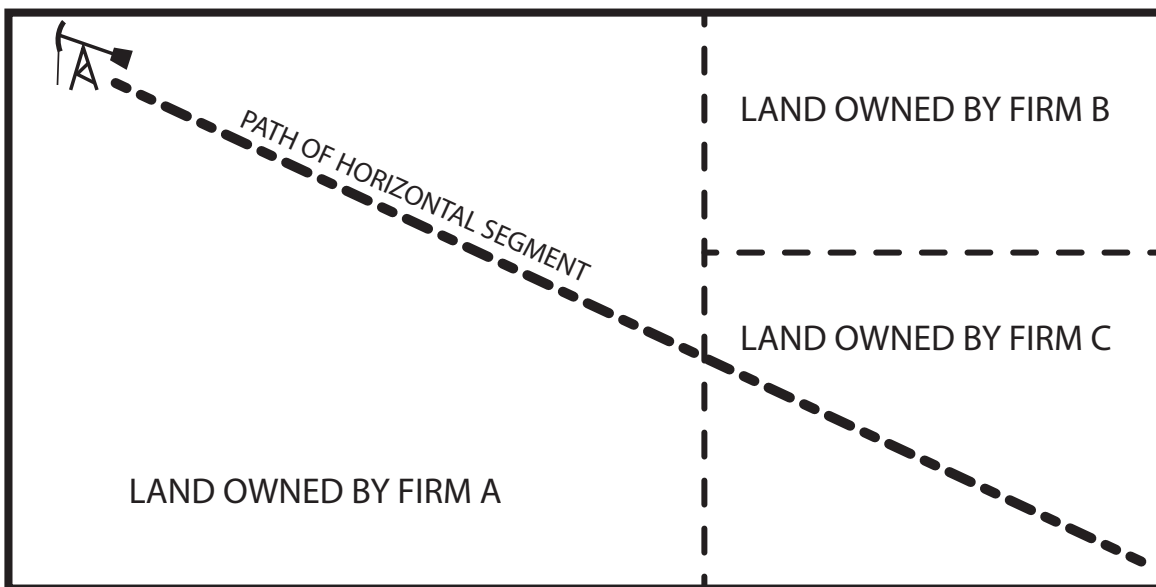 LAND OWNED BY FIRM B
PATH OF HORIZONTAL SEGMENT
LAND OWNED BY FIRM C
LAND OWNED BY FIRM A